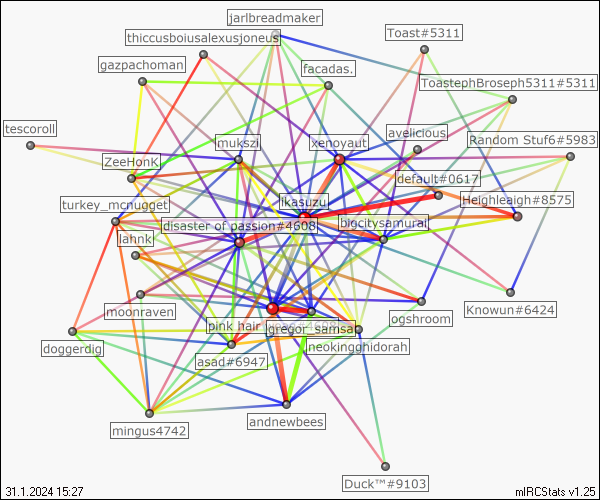 jarlbreadmaker
Toast#5311
thiccusboiusalexusjoneus
gazpachoman
facadas.
ToastephBroseph5311#5311
tescoroll
mukszi
xenoyaut
avelicious
Random Stuf6#5983
ZeeHonk
default#0617
turkey_mcnugget
ikasuzu
Heighleaigh#8575
disaster of passion#4608
bigcitysamurai
lahnki
moonraven
ogshroom
Knowun#6424
pink hair
gregor_samsa
neokingghidorah
doggerdig
asad#6947
mingus4742
andnewbees
Duck™#9103
31.1.2024 15:27
mIRCStats v1.25